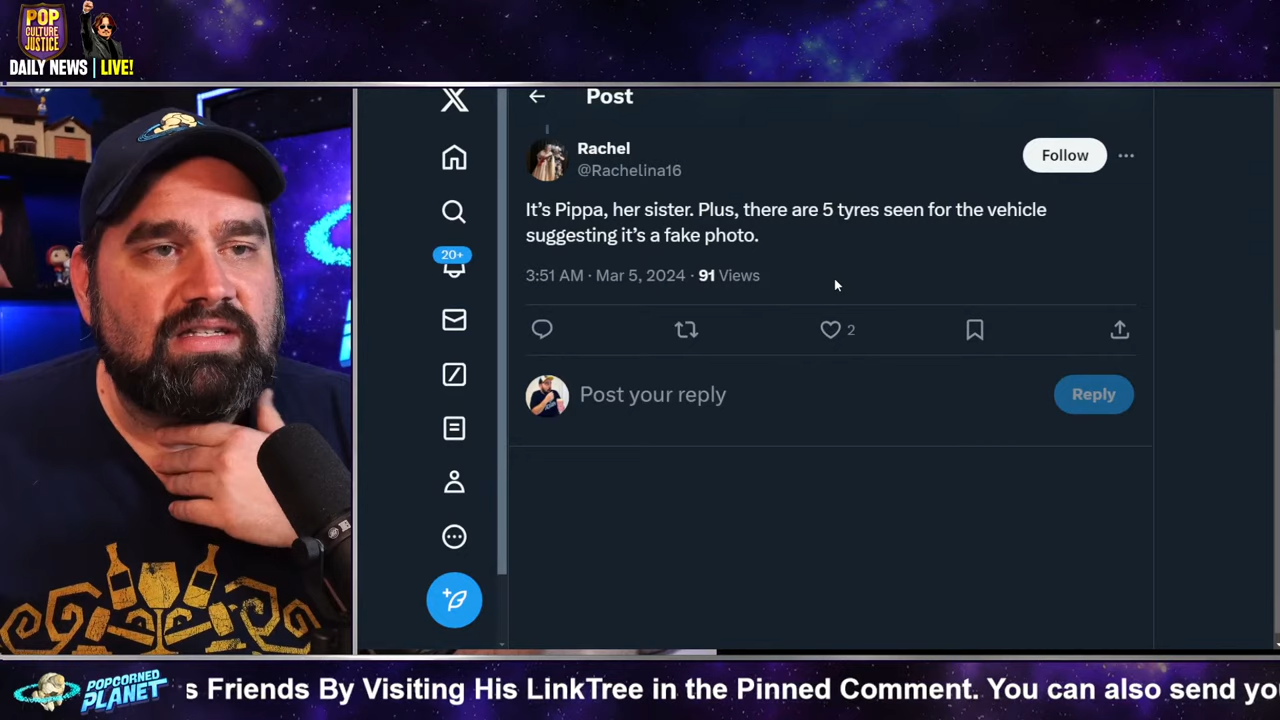 POP
CULTURE
JUSTICE
DAILY NEWS | LIVE!
Post
Rachel
@Rachelina16
Follow
It’s Pippa, her sister. Plus, there are 5 tyres seen for the vehicle
suggesting it’s a fake photo.
3:51 AM · Mar 5, 2024 · 91 Views
20+
2
Post your reply
Reply
POPCORNED
PLANET
s Friends By Visiting His LinkTree in the Pinned Comment. You can also send yo